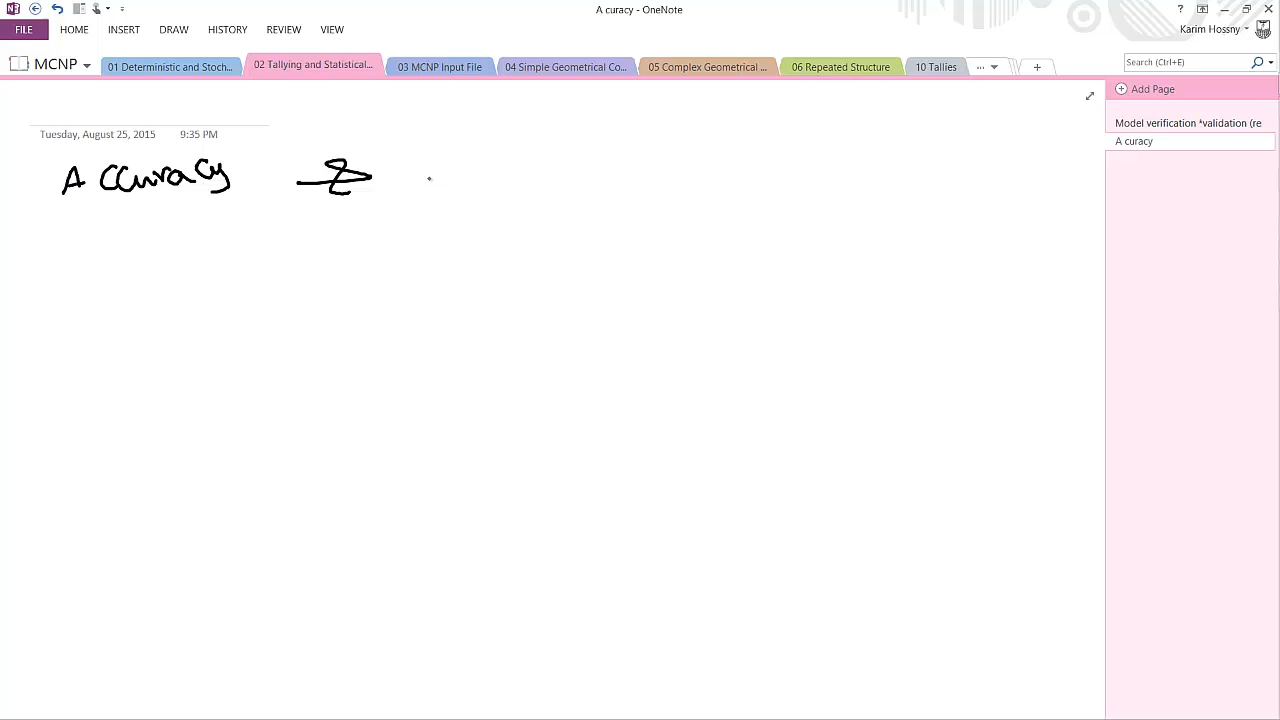 A curacy - OneNote
FILE HOME INSERT DRAW HISTORY REVIEW VIEW
Karim Hossny
MCNP
01 Deterministic and Stoch... 02 Tallying and Statistical... 03 MCNP Input File 04 Simple Geometrical Co... 05 Complex Geometrical ... 06 Repeated Structure 10 Tallies ... +
Search (Ctrl+E)
Add Page
Model verification *validation (re
A curacy
Tuesday, August 25, 2015 9:35 PM
Accuracy